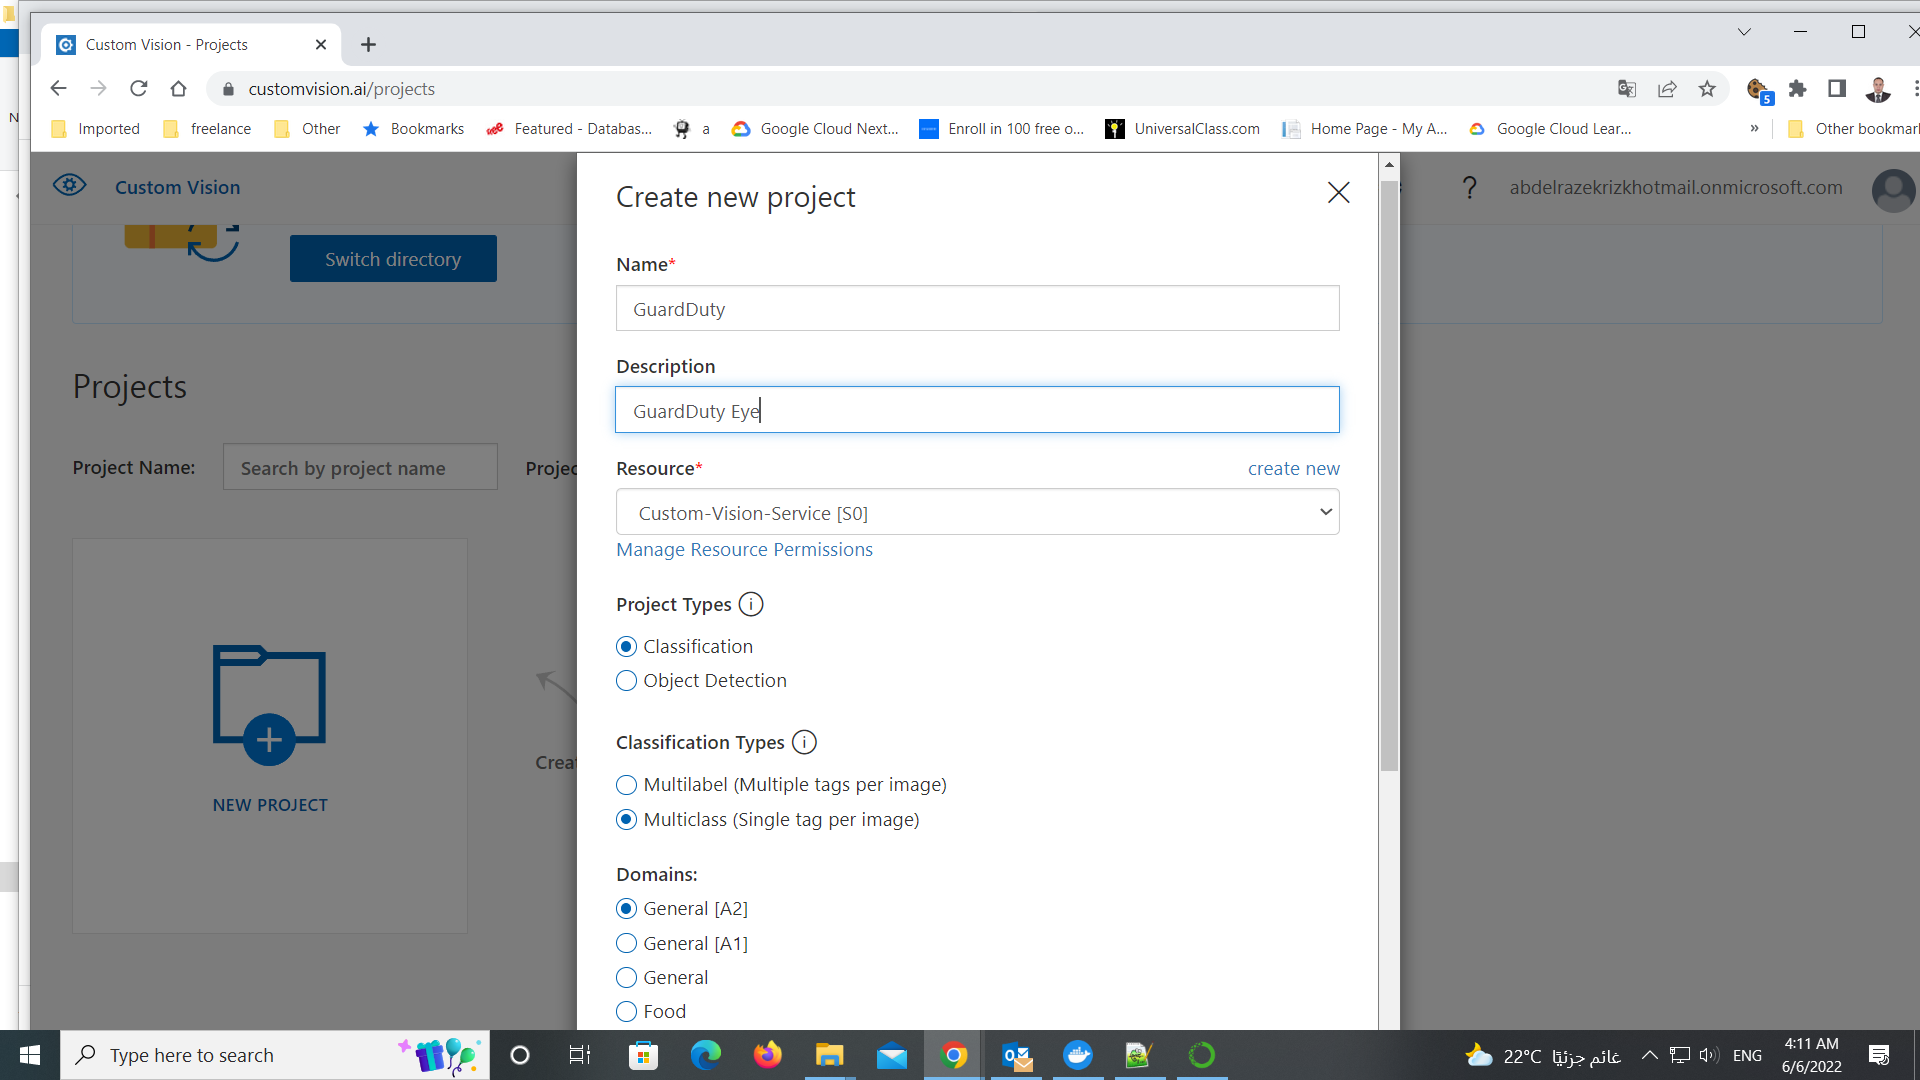 Custom Vision - Projects
customvision.ai/projects
5
Imported
freelance
Other
Bookmarks
Featured - Databas...
a
Google Cloud Next...
Enroll in 100 free o...
UniversalClass.com
Home Page - My A...
Google Cloud Lear...
»
Other bookmark
N
Custom Vision
?
abdelrazekrizkhotmail.onmicrosoft.com
Switch directory
Projects
Project Name:
Search by project name
Projec
NEW PROJECT
Creat
Create new project
Name*
GuardDuty
Description
GuardDuty Eye
Resource*
create new
Custom-Vision-Service [S0]
Manage Resource Permissions
Project Types
Classification
Object Detection
Classification Types
Multilabel (Multiple tags per image)
Multiclass (Single tag per image)
Domains:
General [A2]
General [A1]
General
Food
Type here to search
22°C غائم جزئيًا
ENG
4:11 AM
6/6/2022